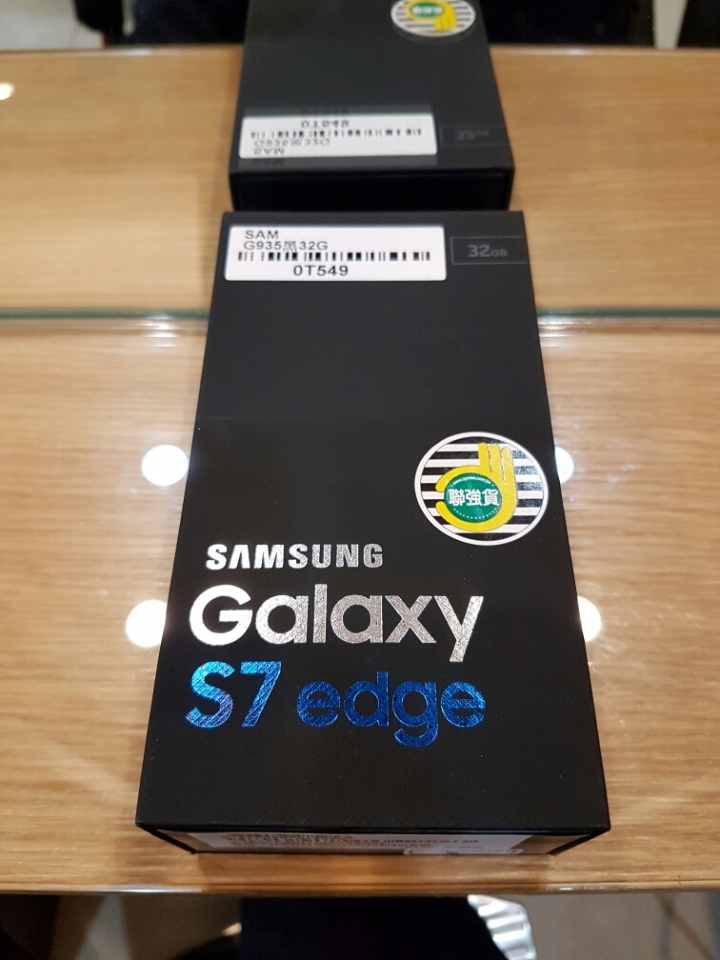 SAM
G935黑32G
0T549
32GB
聯強貨
SAMSUNG
Galaxy
S7 edge